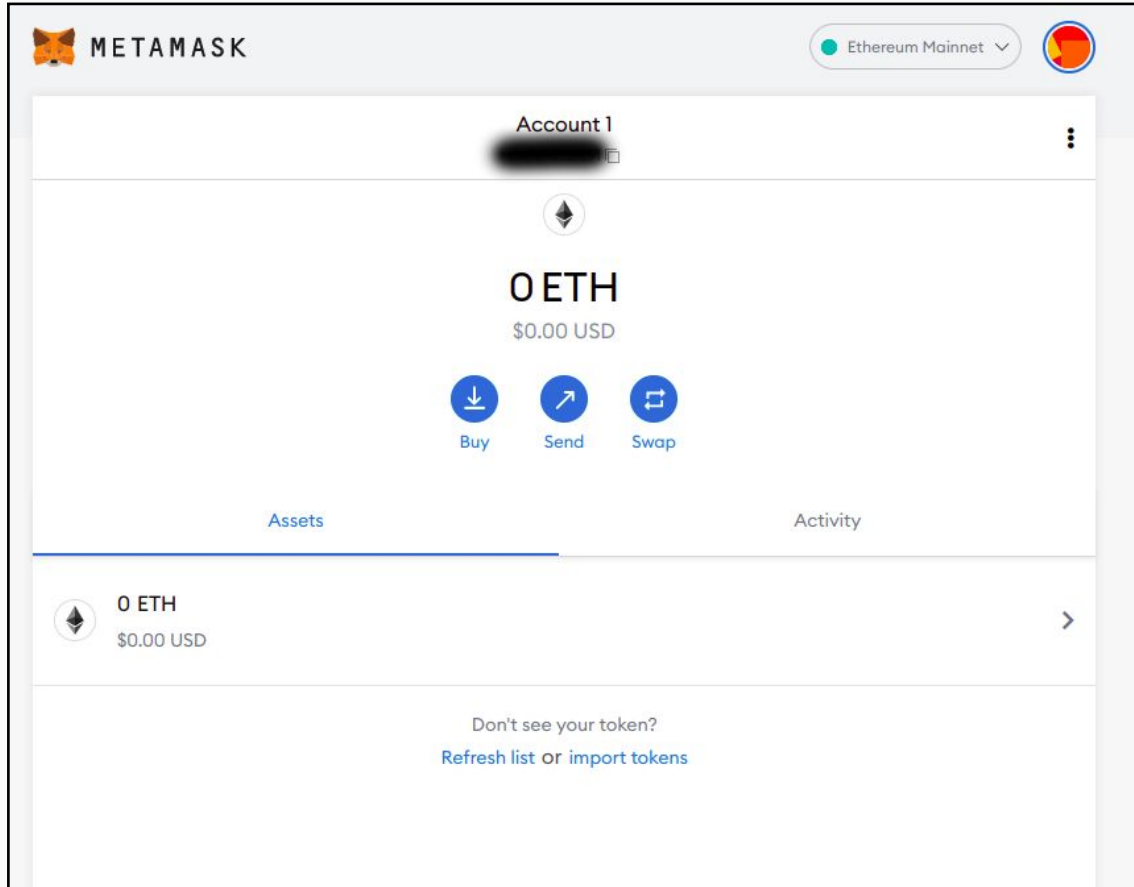 METAMASK
Ethereum Mainnet
Account 1
0 ETH
$0.00 USD
Buy Send Swap
Assets Activity
0 ETH
$0.00 USD
Don't see your token?
Refresh list or import tokens